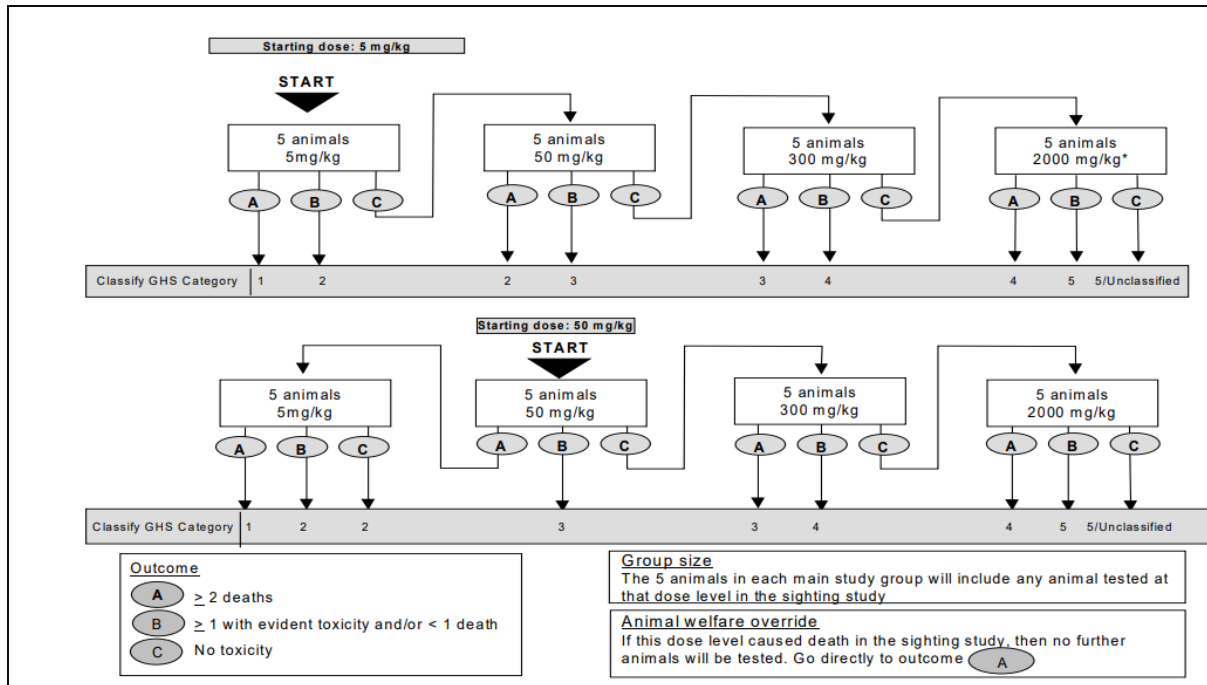 Starting dose: 5 mg/kg
START
5 animals
5mg/kg
5 animals
50 mg/kg
5 animals
300 mg/kg
5 animals
2000 mg/kg*
A B C A B C A B C A B C
Classify GHS Category 1 2 2 3 3 4 4 5 5/Unclassified
Starting dose: 50 mg/kg
START
5 animals
5mg/kg
5 animals
50 mg/kg
5 animals
300 mg/kg
5 animals
2000 mg/kg
A B C A B C A B C A B C
Classify GHS Category 1 2 2 3 3 4 4 5 5/Unclassified
Outcome
A ≥ 2 deaths
B ≥ 1 with evident toxicity and/or < 1 death
C No toxicity
Group size
The 5 animals in each main study group will include any animal tested at
that dose level in the sighting study
Animal welfare override
If this dose level caused death in the sighting study, then no further
animals will be tested. Go directly to outcome A